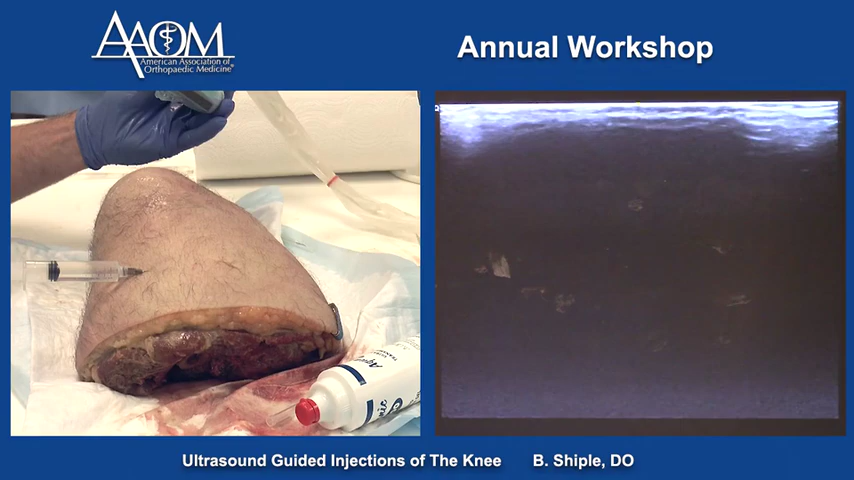 AAOM
American Association of
Orthopaedic Medicine
Annual Workshop
Ultrasound Guided Injections of The Knee B. Shiple, DO